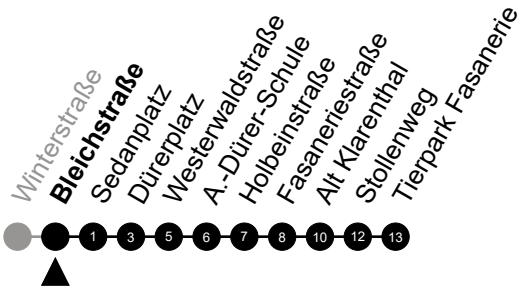 Winterstraße
Bleichstraße
Sedanplatz
Dürerplatz
Westerwaldstraße
A.-Dürer-Schule
Holbeinstraße
Fasaneriestraße
Alt Klarenthal
Stollenweg
Tierpark Fasanerie
1 3 5 6 7 8 10 12 13